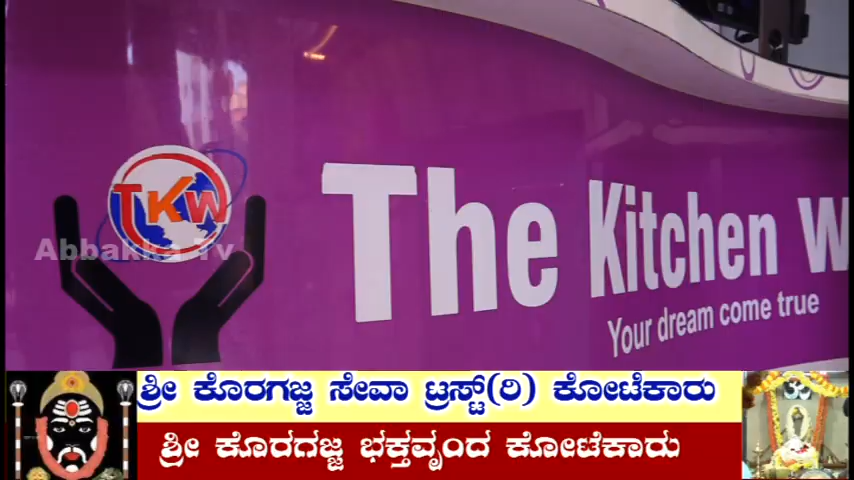 TKW
The Kitchen W
Your dream come true
Abbakka Tv
ಶ್ರೀ ಕೊರಗಜ್ಜ ಸೇವಾ ಟ್ರಸ್ಟ್(ರಿ) ಕೋಟೆಕಾರು
ಶ್ರೀ ಕೊರಗಜ್ಜ ಭಕ್ತವೃಂದ ಕೋಟೆಕಾರು